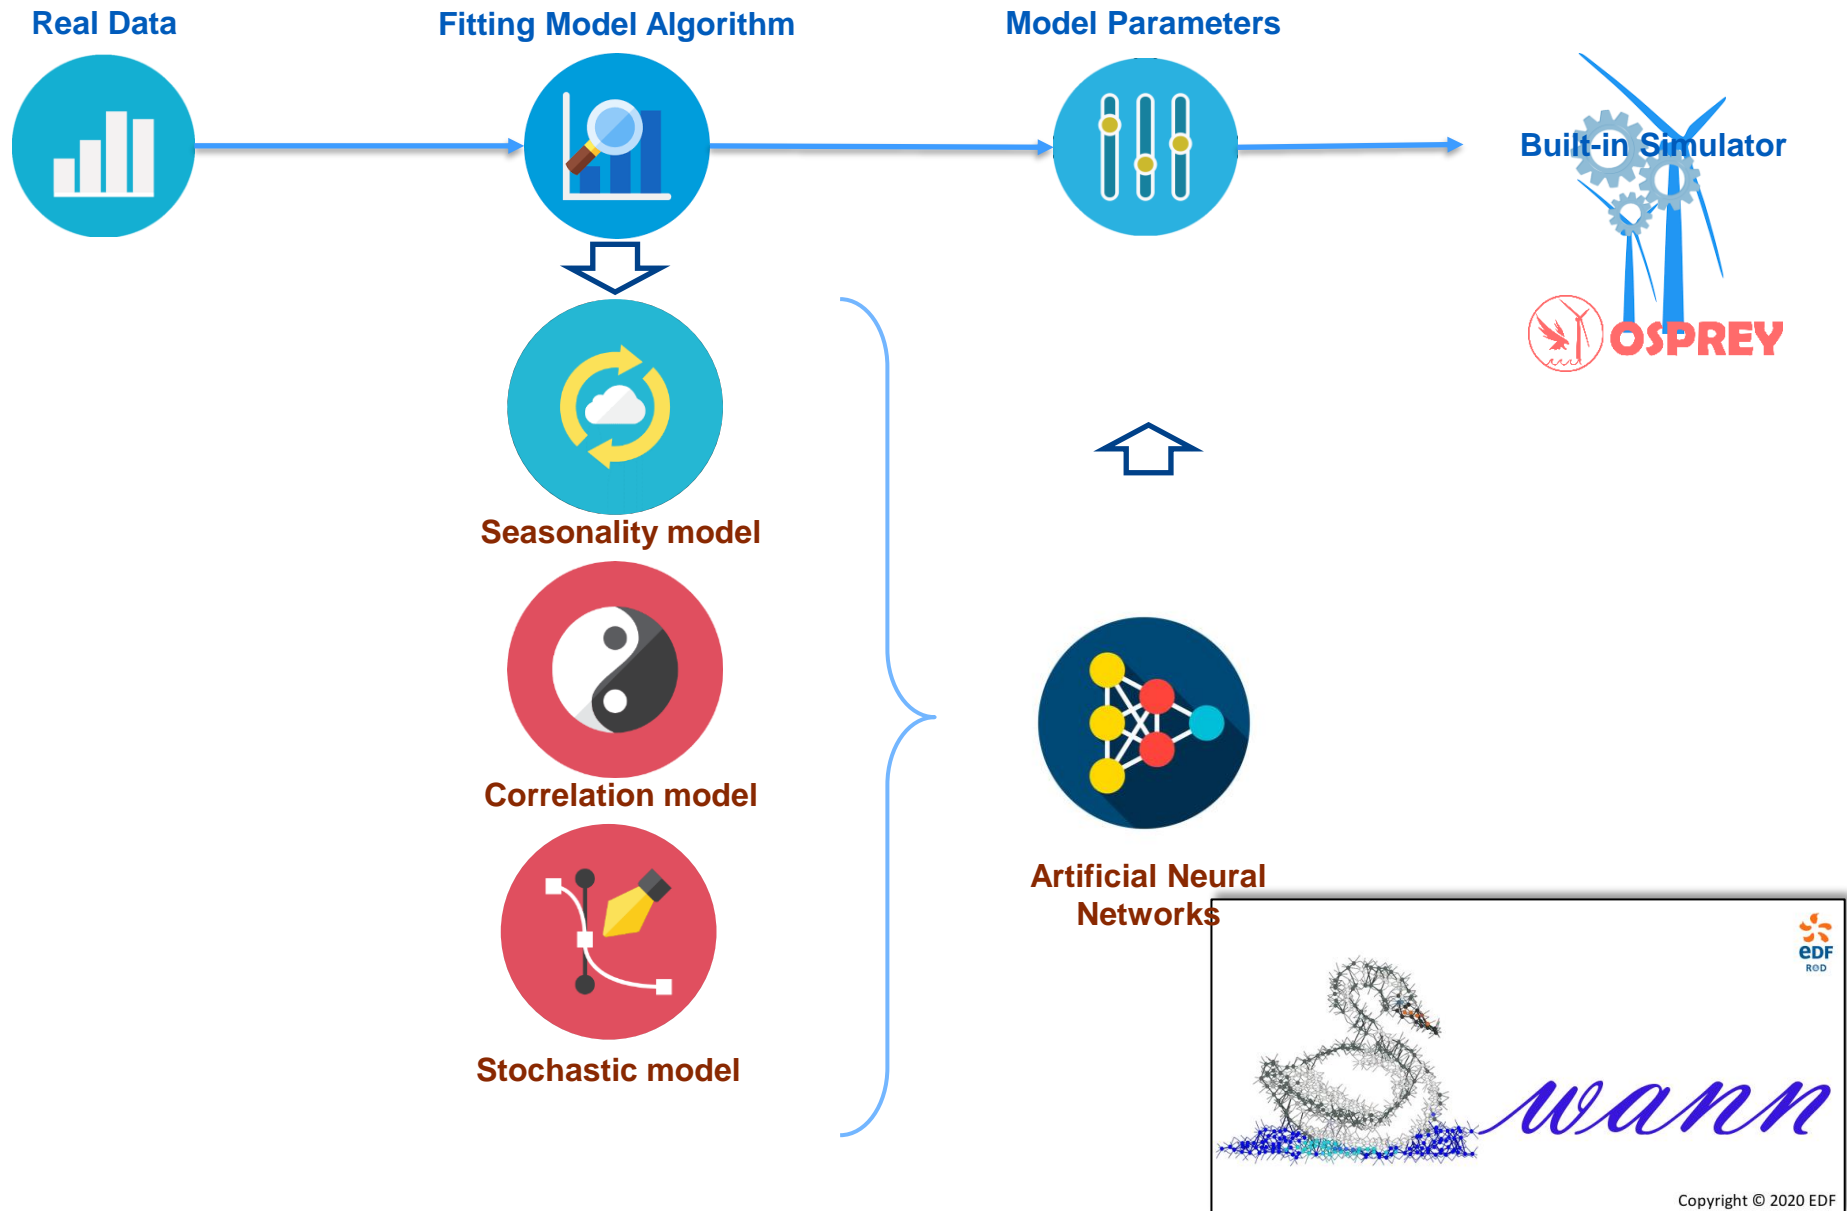 Real Data
Fitting Model Algorithm
Model Parameters
Built-in Simulator
OSPREY
Seasonality model
Correlation model
Stochastic model
Artificial Neural
Networks
eDF
R&D
wann
Copyright © 2020 EDF